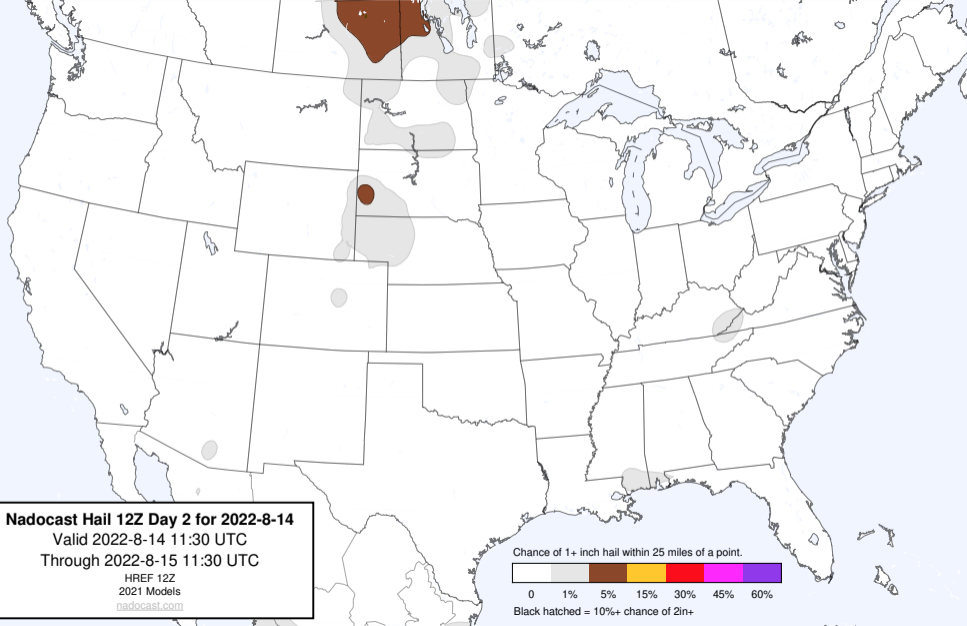 Nadocast Hail 12Z Day 2 for 2022-8-14
Valid 2022-8-14 11:30 UTC
Through 2022-8-15 11:30 UTC
HREF 12Z
2021 Models
nadocast.com
Chance of 1+ inch hail within 25 miles of a point.
0 1% 5% 15% 30% 45% 60%
Black hatched = 10%+ chance of 2in+